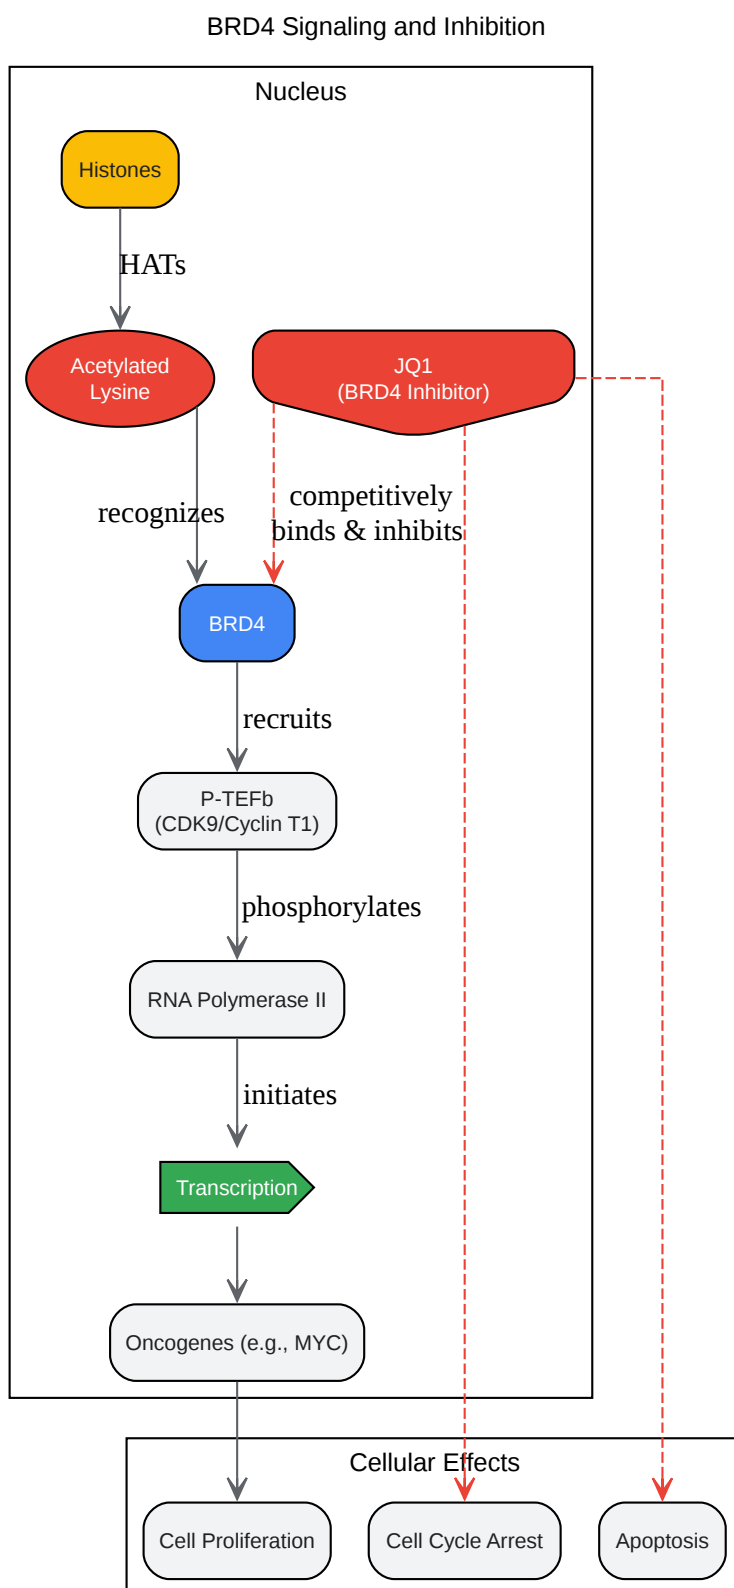 BRD4 Signaling and Inhibition
Nucleus
Histones
HATs
Acetylated
Lysine
JQ1
(BRD4 Inhibitor)
recognizes
competitively
binds & inhibits
BRD4
recruits
P-TEFb
(CDK9/Cyclin T1)
phosphorylates
RNA Polymerase II
initiates
Transcription
Oncogenes (e.g., MYC)
Cellular Effects
Cell Proliferation
Cell Cycle Arrest
Apoptosis